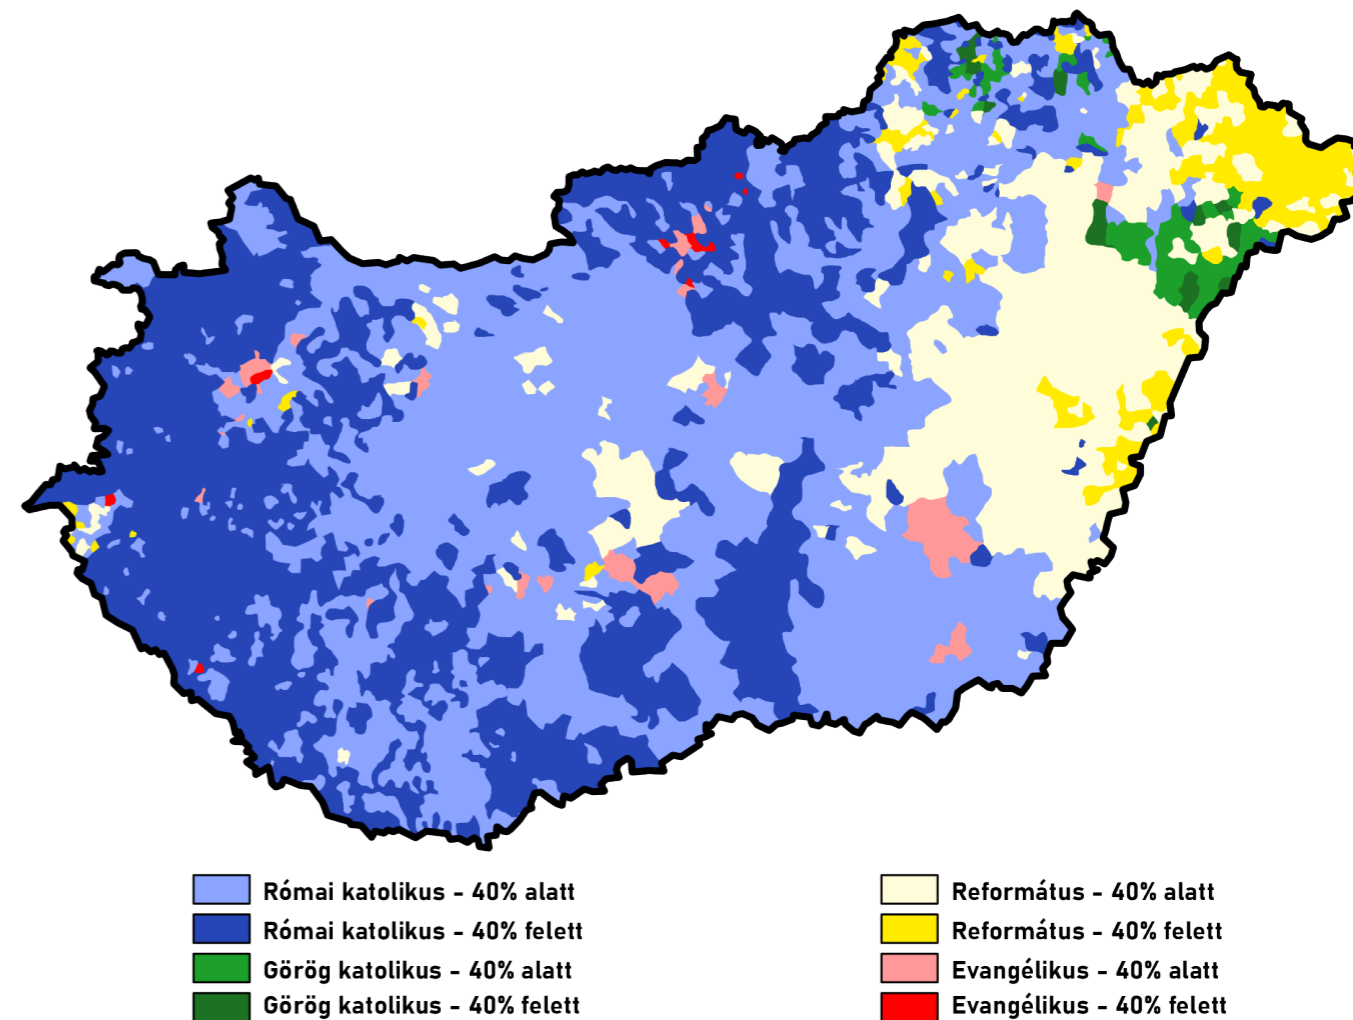 Római katolikus - 40% alatt
Római katolikus - 40% felett
Görög katolikus - 40% alatt
Görög katolikus - 40% felett
Református - 40% alatt
Református - 40% felett
Evangélikus - 40% alatt
Evangélikus - 40% felett